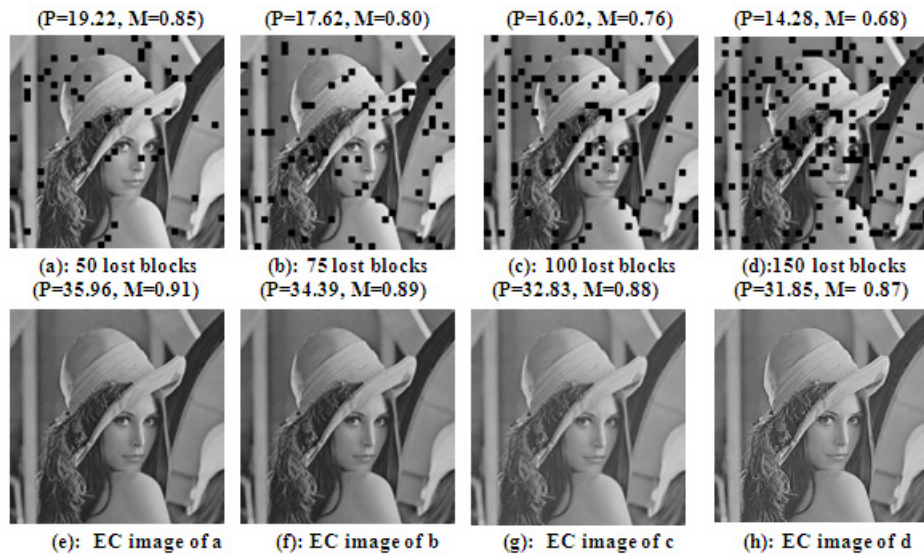 (P=19.22, M=0.85) (P=17.62, M=0.80) (P=16.02, M=0.76) (P=14.28, M= 0.68)
(a): 50 lost blocks (b): 75 lost blocks (c): 100 lost blocks (d):150 lost blocks
(P=35.96, M=0.91) (P=34.39, M=0.89) (P=32.83, M=0.88) (P=31.85, M= 0.87)
(e): EC image of a (f): EC image of b (g): EC image of c (h): EC image of d